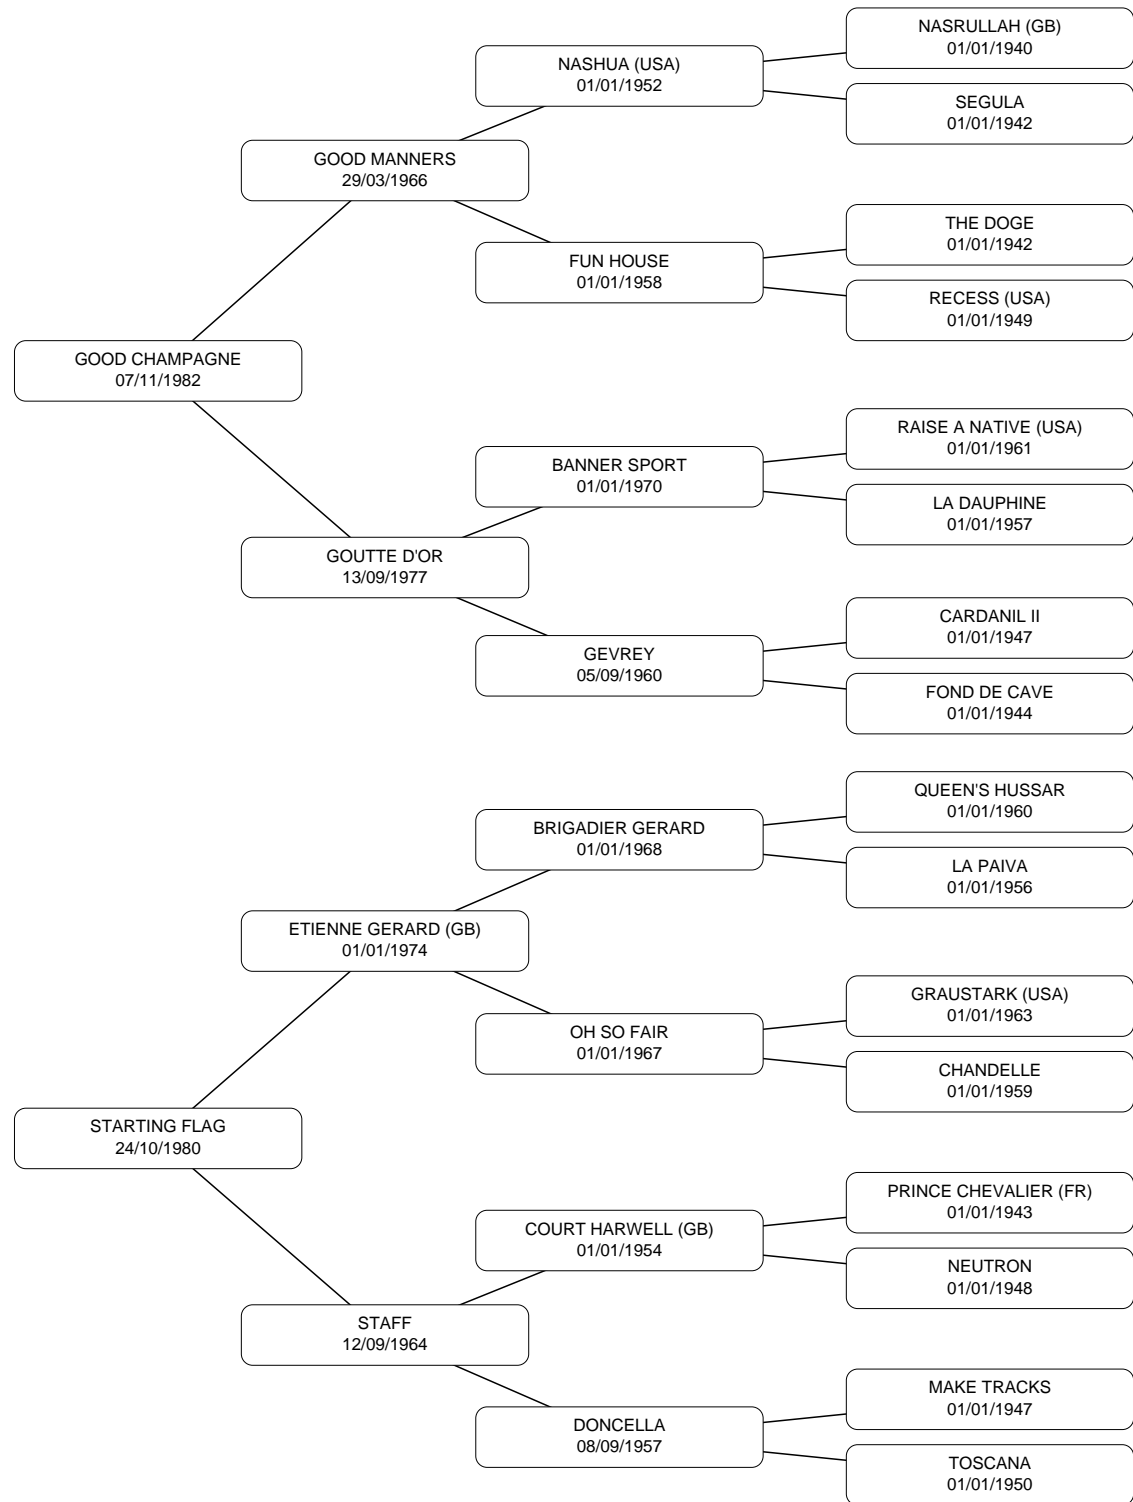 NASRULLAH (GB)
01/01/1940
NASHUA (USA)
01/01/1952
SEGULA
01/01/1942
GOOD MANNERS
29/03/1966
THE DOGE
01/01/1942
FUN HOUSE
01/01/1958
RECESS (USA)
01/01/1949
GOOD CHAMPAGNE
07/11/1982
RAISE A NATIVE (USA)
01/01/1961
BANNER SPORT
01/01/1970
LA DAUPHINE
01/01/1957
GOUTTE D'OR
13/09/1977
CARDANIL II
01/01/1947
GEVREY
05/09/1960
FOND DE CAVE
01/01/1944
QUEEN'S HUSSAR
01/01/1960
BRIGADIER GERARD
01/01/1968
LA PAIVA
01/01/1956
ETIENNE GERARD (GB)
01/01/1974
GRAUSTARK (USA)
01/01/1963
OH SO FAIR
01/01/1967
CHANDELLE
01/01/1959
STARTING FLAG
24/10/1980
PRINCE CHEVALIER (FR)
01/01/1943
COURT HARWELL (GB)
01/01/1954
NEUTRON
01/01/1948
STAFF
12/09/1964
MAKE TRACKS
01/01/1947
DONCELLA
08/09/1957
TOSCANA
01/01/1950